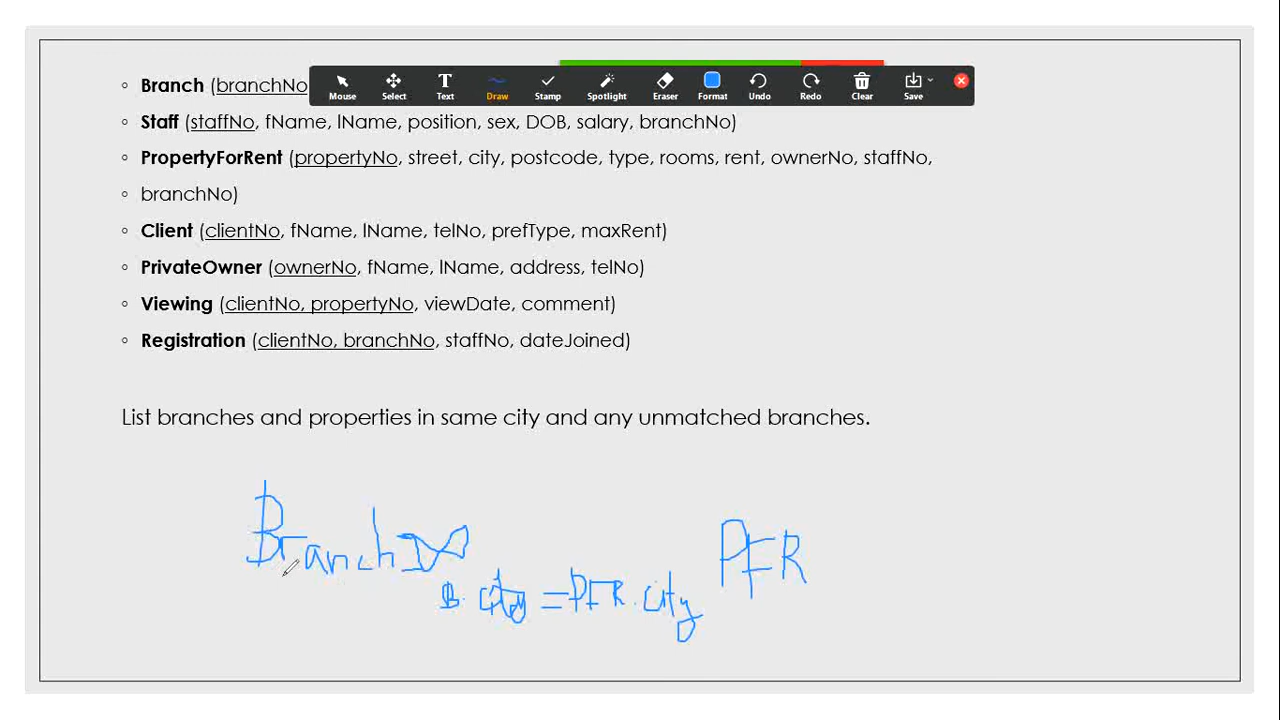 Branch (branchNo
Mouse Select Text Draw Stamp Spotlight Eraser Format Undo Redo Clear Save
Staff (staffNo, fName, lName, position, sex, DOB, salary, branchNo)
PropertyForRent (propertyNo, street, city, postcode, type, rooms, rent, ownerNo, staffNo,
branchNo)
Client (clientNo, fName, lName, telNo, prefType, maxRent)
PrivateOwner (ownerNo, fName, lName, address, telNo)
Viewing (clientNo, propertyNo, viewDate, comment)
Registration (clientNo, branchNo, staffNo, dateJoined)
List branches and properties in same city and any unmatched branches.
Branch ⟕ PFR
B.city = PFR.city